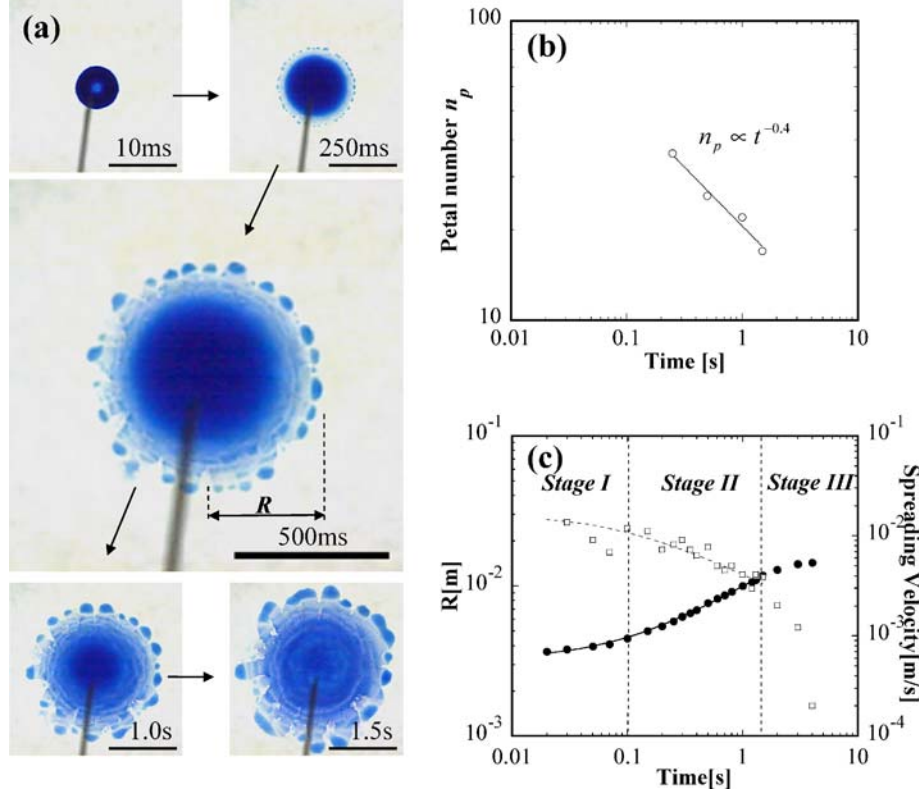 (a)
10ms
250ms
R
500ms
1.0s
1.5s
(b)
100
Petal number n_p
n_p ∝ t^{-0.4}
10
0.01 0.1 1 10
Time [s]
(c)
10^{-1} 10^{-1}
Stage I Stage II Stage III
10^{-2} 10^{-2}
R[m]
Spreading Velocity[m/s]
10^{-3}
10^{-3} 10^{-4}
0.01 0.1 1 10
Time[s]